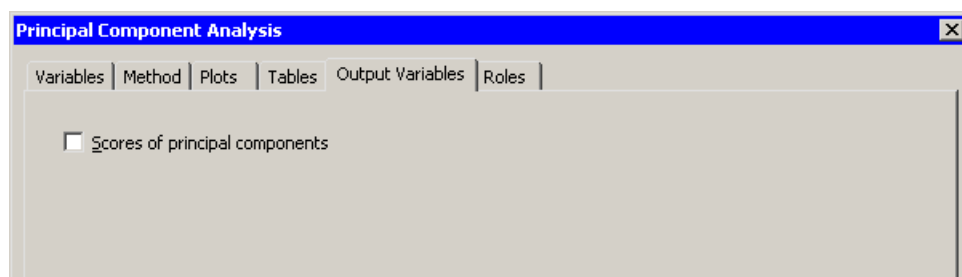 Principal Component Analysis
Variables Method Plots Tables Output Variables Roles
Scores of principal components